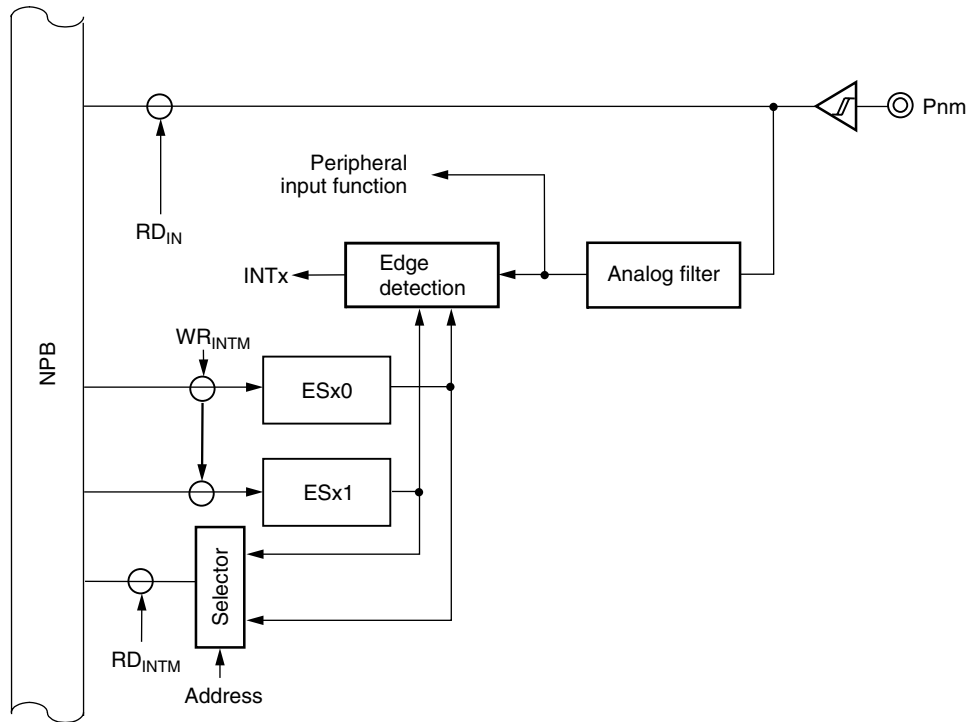 Pnm
Peripheral
input function
RDIN
INTx
Edge
detection
Analog filter
NPB
WRINTM
ESx0
ESx1
Selector
RDINTM
Address